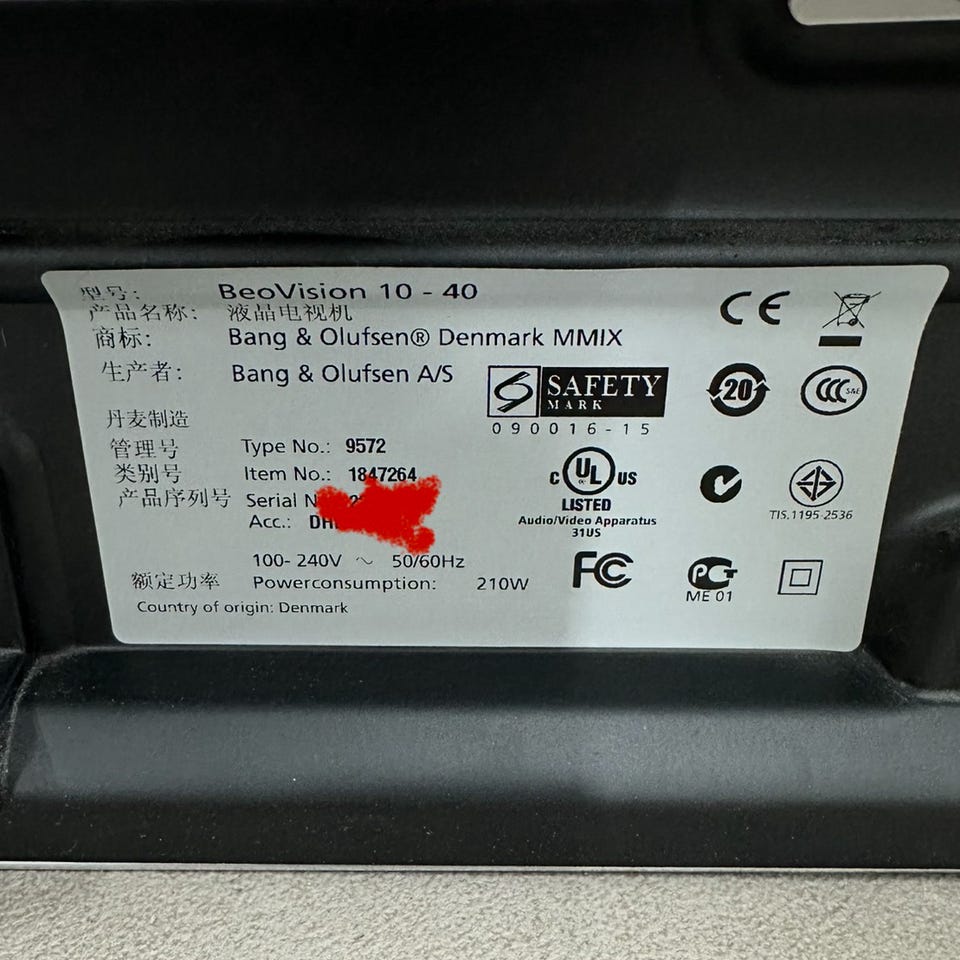 型号: BeoVision 10 - 40
产品名称: 液晶电视机
商标: Bang & Olufsen® Denmark MMIX
生产者: Bang & Olufsen A/S
SAFETY
MARK
090016-15
20
CCC S&E
丹麦制造
管理号 Type No.: 9572
类别号 Item No.: 1847264
产品序列号 Serial
Acc.:
C UL US
LISTED
Audio/Video Apparatus
31US
TIS.1195-2536
100- 240V ~ 50/60Hz
额定功率 Powerconsumption: 210W
FC
ME 01
Country of origin: Denmark